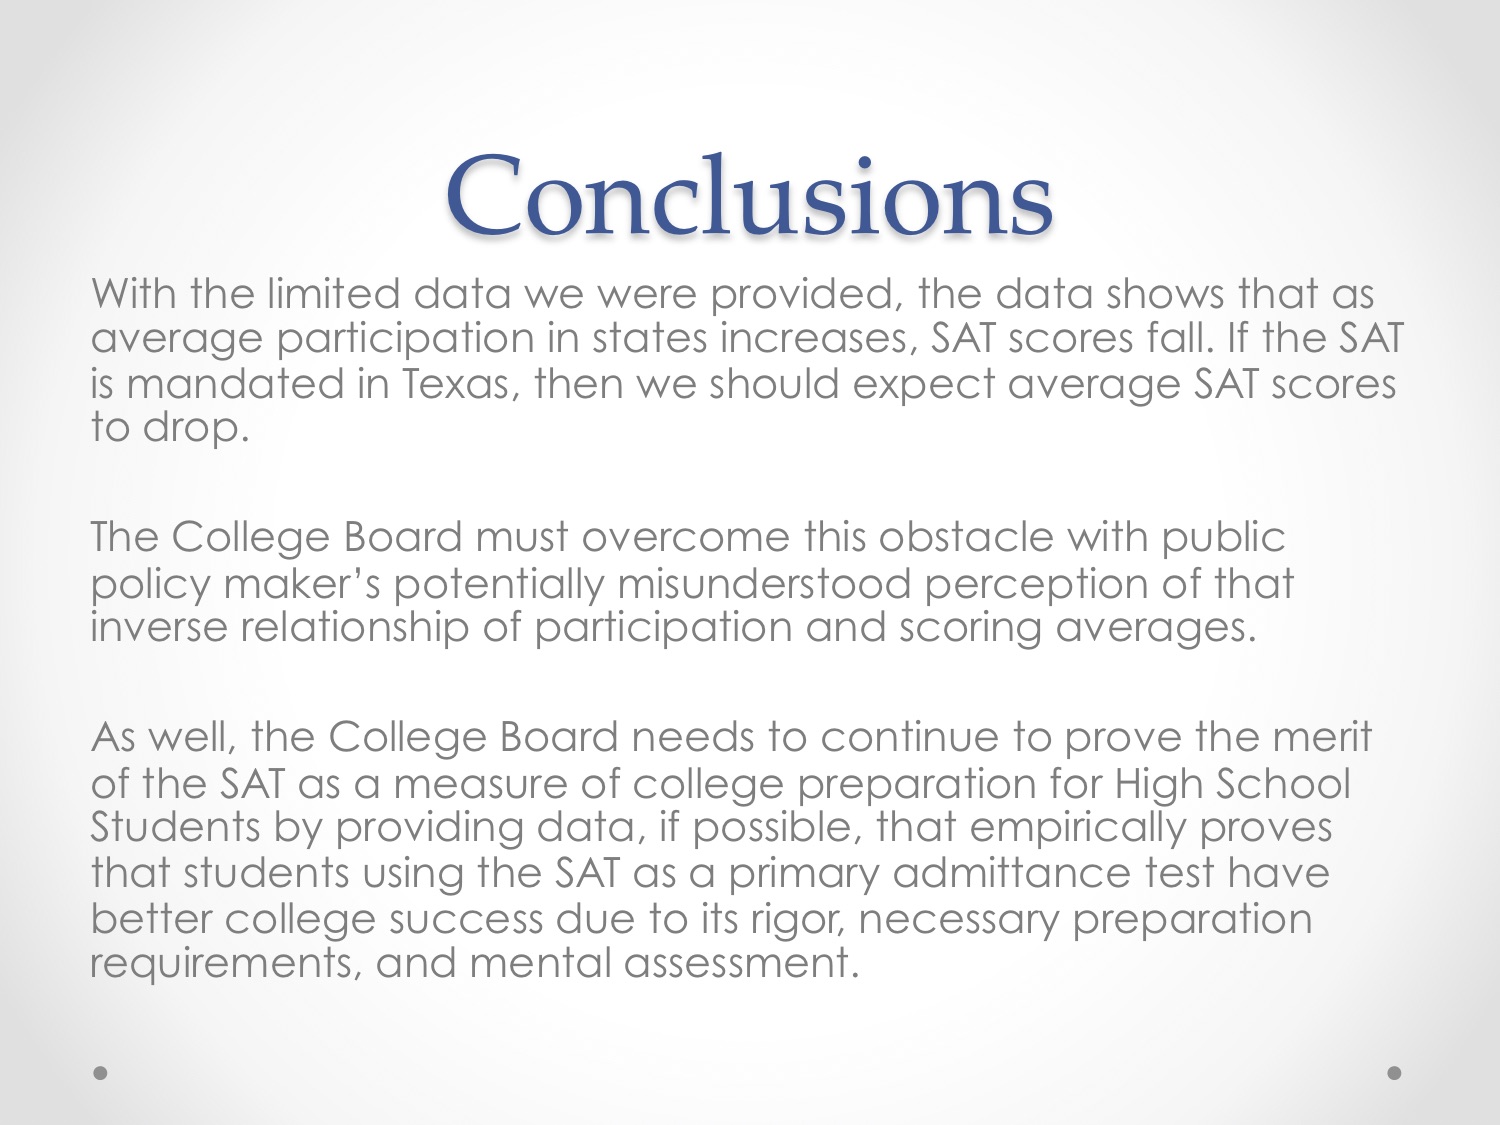 Conclusions
With the limited data we were provided, the data shows that as
average participation in states increases, SAT scores fall. If the SAT
is mandated in Texas, then we should expect average SAT scores
to drop.
The College Board must overcome this obstacle with public
policy maker’s potentially misunderstood perception of that
inverse relationship of participation and scoring averages.
As well, the College Board needs to continue to prove the merit
of the SAT as a measure of college preparation for High School
Students by providing data, if possible, that empirically proves
that students using the SAT as a primary admittance test have
better college success due to its rigor, necessary preparation
requirements, and mental assessment.